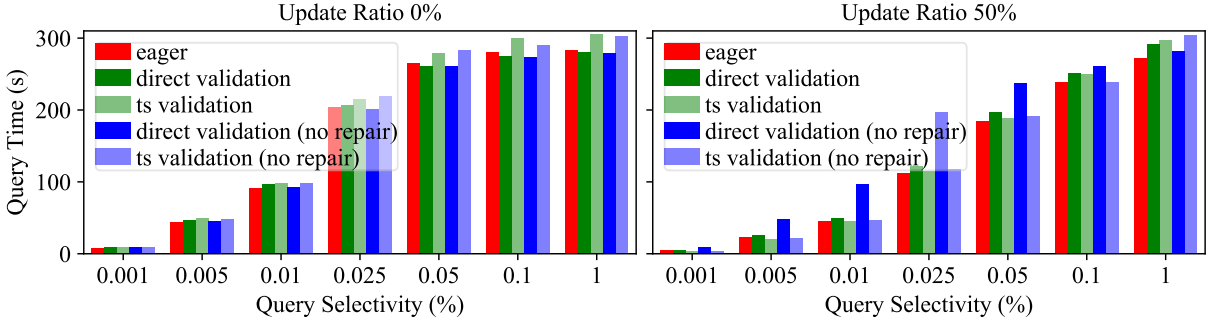 Update Ratio 0%
Query Time (s)
300
200
100
0
eager
direct validation
ts validation
direct validation (no repair)
ts validation (no repair)
0.001 0.005 0.01 0.025 0.05 0.1 1
Query Selectivity (%)
Update Ratio 50%
eager
direct validation
ts validation
direct validation (no repair)
ts validation (no repair)
0.001 0.005 0.01 0.025 0.05 0.1 1
Query Selectivity (%)